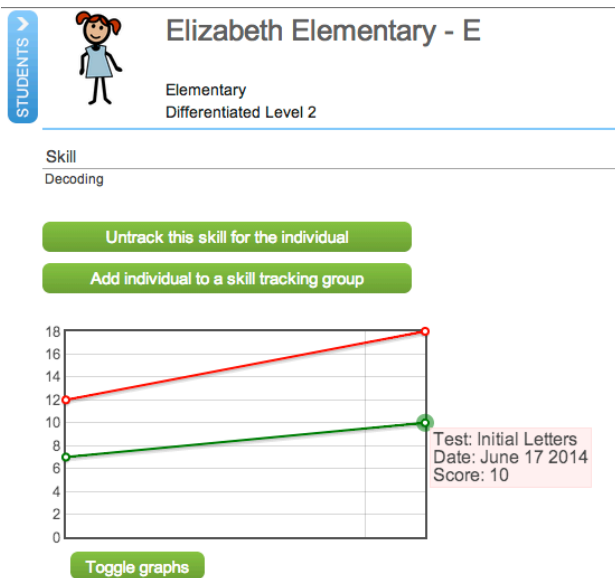 STUDENTS
Elizabeth Elementary - E
Elementary
Differentiated Level 2
Skill
Decoding
Untrack this skill for the individual
Add individual to a skill tracking group
18
16
14
12
10
8
6
4
2
0
Test: Initial Letters
Date: June 17 2014
Score: 10
Toggle graphs